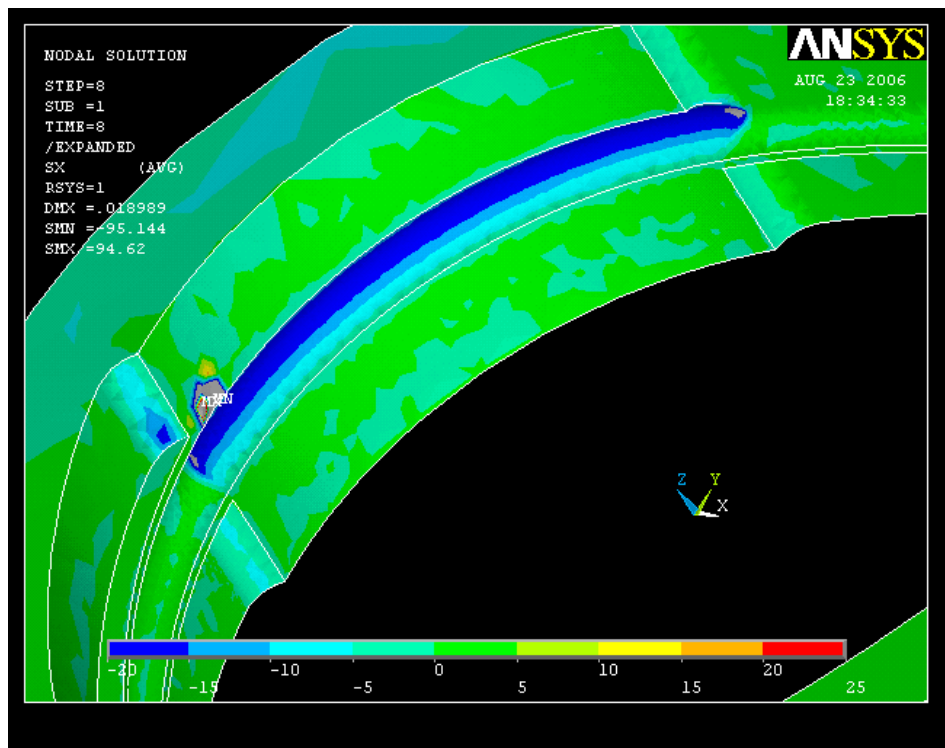 NODAL SOLUTION
STEP=8
SUB =1
TIME=8
/EXPANDED
SX (AVG)
RSYS=1
DMX =.018989
SMN =-95.144
SMX =94.62
ANSYS
AUG 23 2006
18:34:33
MX MN
Z Y X
-20 -10 0 10 20
-15 -5 5 15 25